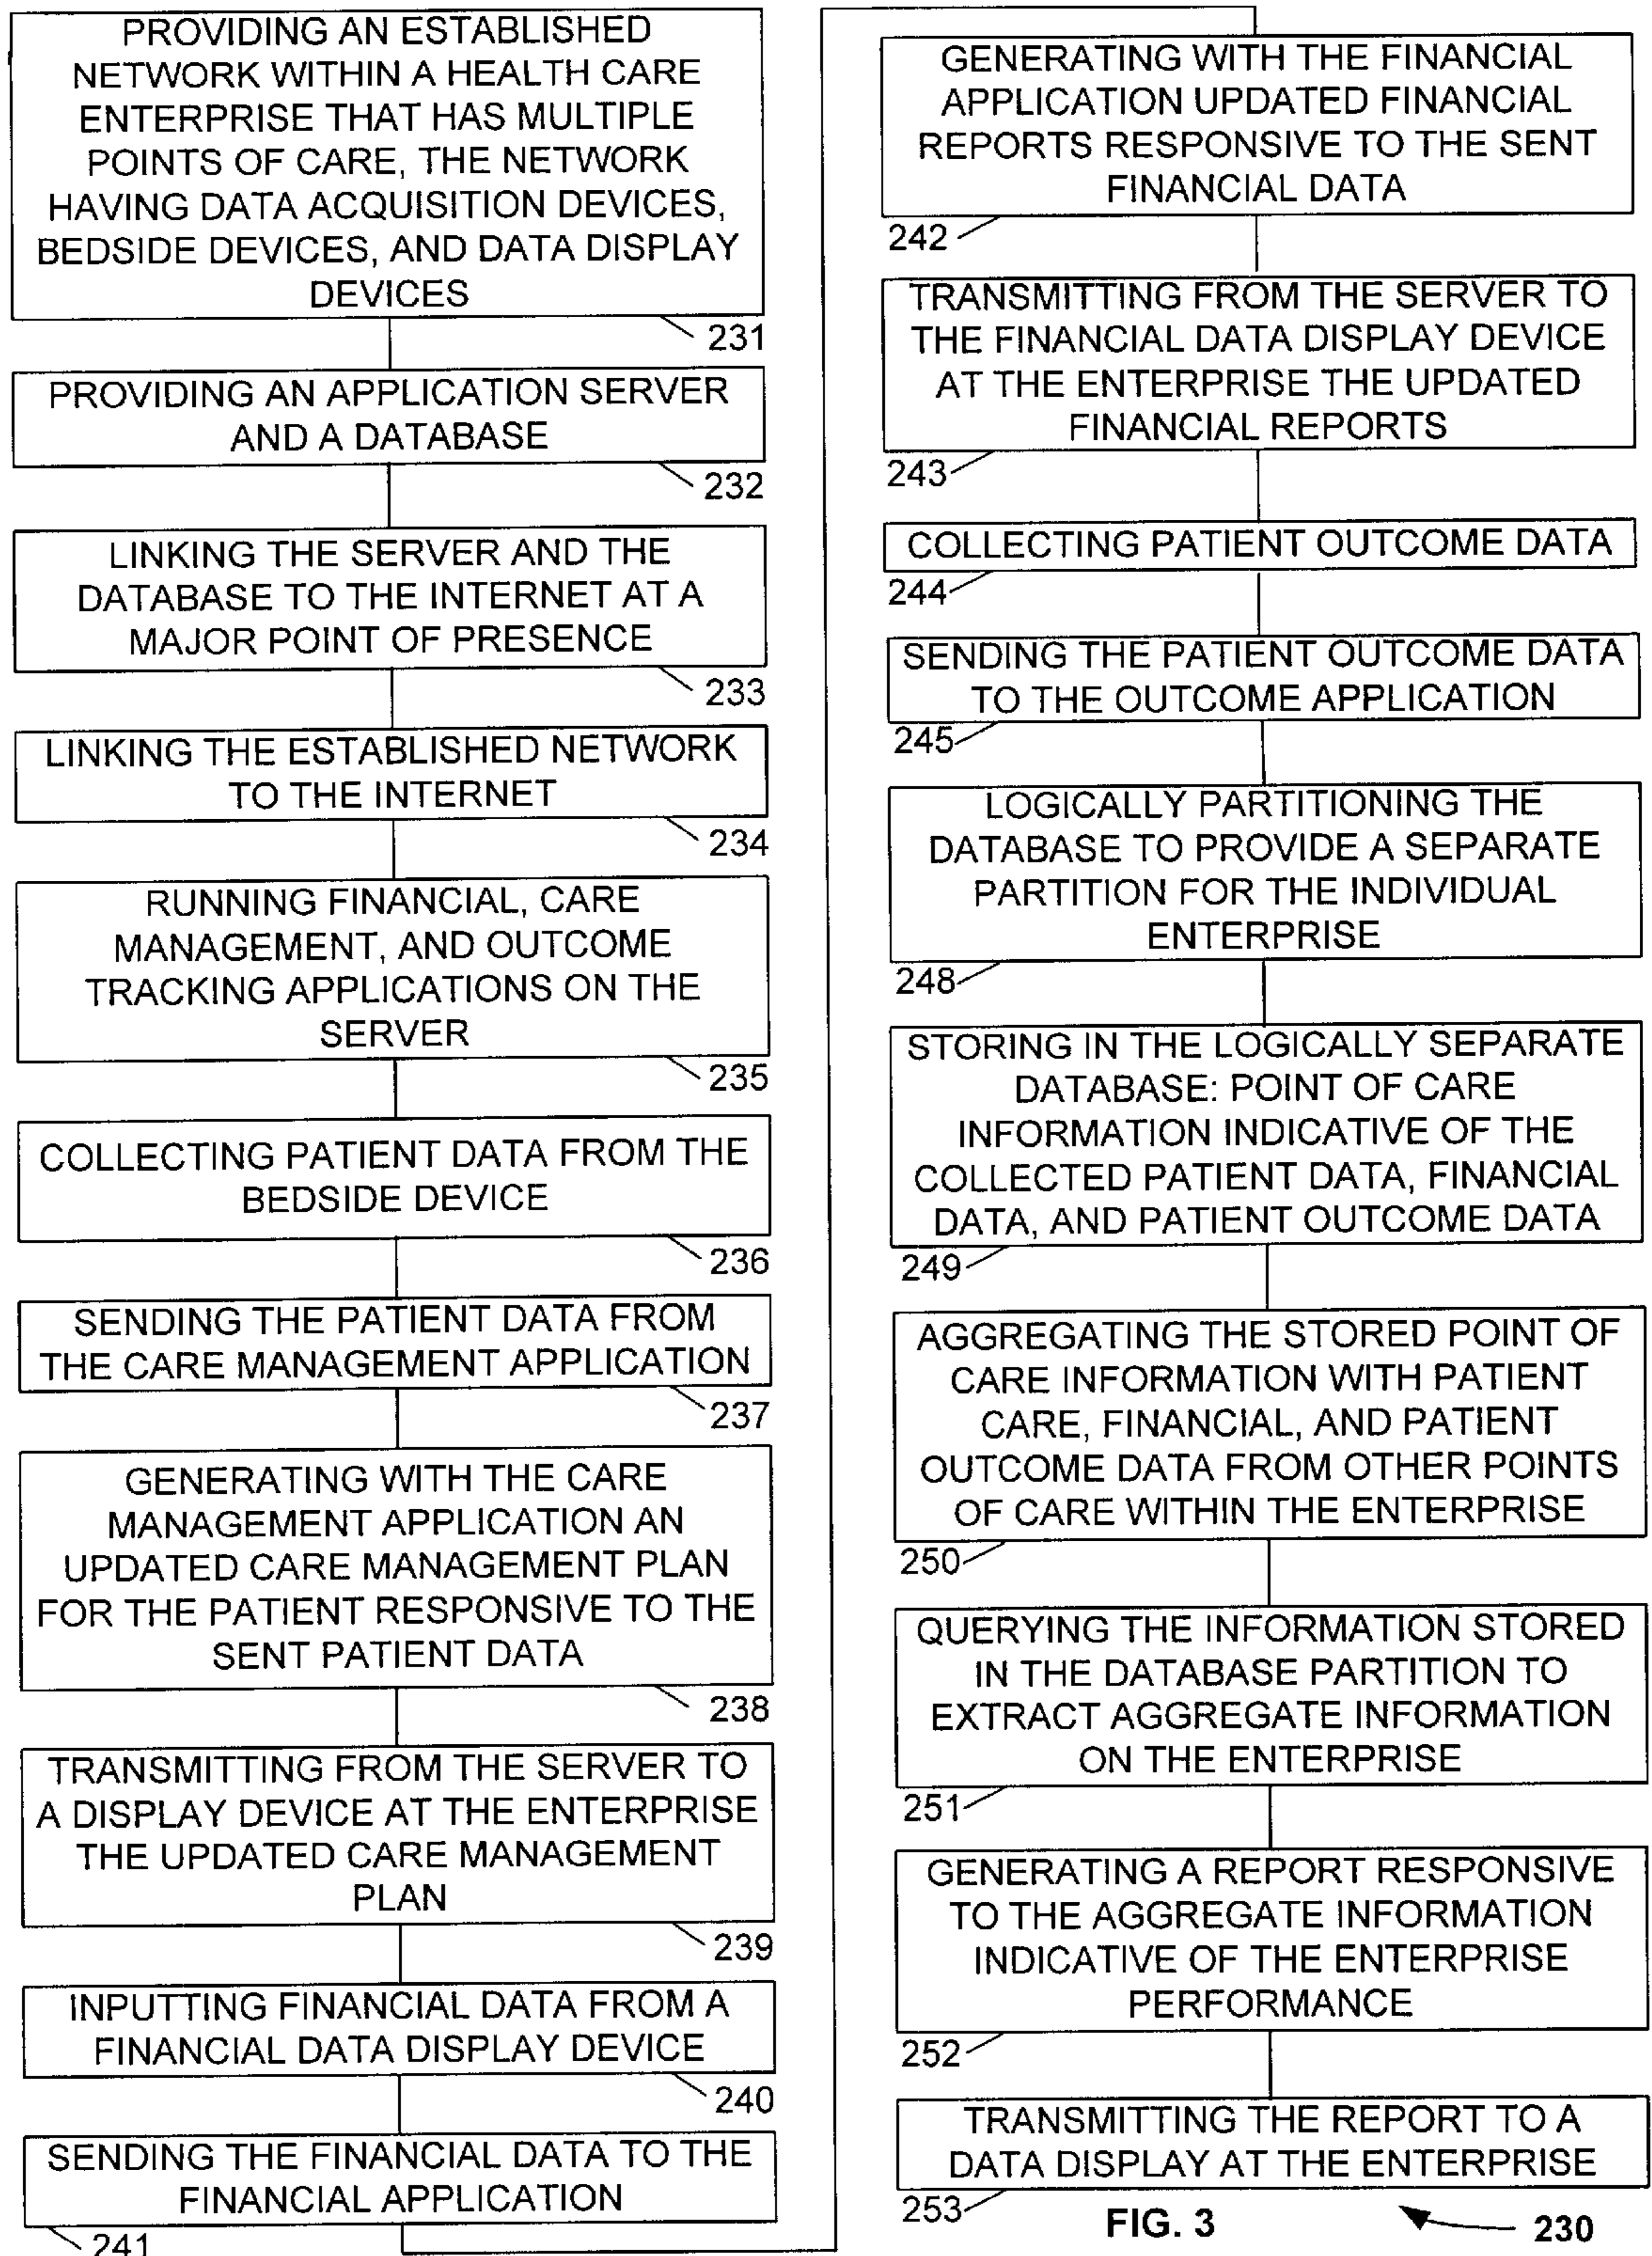 PROVIDING AN ESTABLISHED
NETWORK WITHIN A HEALTH CARE
ENTERPRISE THAT HAS MULTIPLE
POINTS OF CARE, THE NETWORK
HAVING DATA ACQUISITION DEVICES,
BEDSIDE DEVICES, AND DATA DISPLAY
DEVICES
231
PROVIDING AN APPLICATION SERVER
AND A DATABASE
232
LINKING THE SERVER AND THE
DATABASE TO THE INTERNET AT A
MAJOR POINT OF PRESENCE
233
LINKING THE ESTABLISHED NETWORK
TO THE INTERNET
234
RUNNING FINANCIAL, CARE
MANAGEMENT, AND OUTCOME
TRACKING APPLICATIONS ON THE
SERVER
235
COLLECTING PATIENT DATA FROM THE
BEDSIDE DEVICE
236
SENDING THE PATIENT DATA FROM
THE CARE MANAGEMENT APPLICATION
237
GENERATING WITH THE CARE
MANAGEMENT APPLICATION AN
UPDATED CARE MANAGEMENT PLAN
FOR THE PATIENT RESPONSIVE TO THE
SENT PATIENT DATA
238
TRANSMITTING FROM THE SERVER TO
A DISPLAY DEVICE AT THE ENTERPRISE
THE UPDATED CARE MANAGEMENT
PLAN
239
INPUTTING FINANCIAL DATA FROM A
FINANCIAL DATA DISPLAY DEVICE
240
SENDING THE FINANCIAL DATA TO THE
FINANCIAL APPLICATION
241
GENERATING WITH THE FINANCIAL
APPLICATION UPDATED FINANCIAL
REPORTS RESPONSIVE TO THE SENT
FINANCIAL DATA
242
TRANSMITTING FROM THE SERVER TO
THE FINANCIAL DATA DISPLAY DEVICE
AT THE ENTERPRISE THE UPDATED
FINANCIAL REPORTS
243
COLLECTING PATIENT OUTCOME DATA
244
SENDING THE PATIENT OUTCOME DATA
TO THE OUTCOME APPLICATION
245
LOGICALLY PARTITIONING THE
DATABASE TO PROVIDE A SEPARATE
PARTITION FOR THE INDIVIDUAL
ENTERPRISE
248
STORING IN THE LOGICALLY SEPARATE
DATABASE: POINT OF CARE
INFORMATION INDICATIVE OF THE
COLLECTED PATIENT DATA, FINANCIAL
DATA, AND PATIENT OUTCOME DATA
249
AGGREGATING THE STORED POINT OF
CARE INFORMATION WITH PATIENT
CARE, FINANCIAL, AND PATIENT
OUTCOME DATA FROM OTHER POINTS
OF CARE WITHIN THE ENTERPRISE
250
QUERYING THE INFORMATION STORED
IN THE DATABASE PARTITION TO
EXTRACT AGGREGATE INFORMATION
ON THE ENTERPRISE
251
GENERATING A REPORT RESPONSIVE
TO THE AGGREGATE INFORMATION
INDICATIVE OF THE ENTERPRISE
PERFORMANCE
252
TRANSMITTING THE REPORT TO A
DATA DISPLAY AT THE ENTERPRISE
253
FIG. 3
230